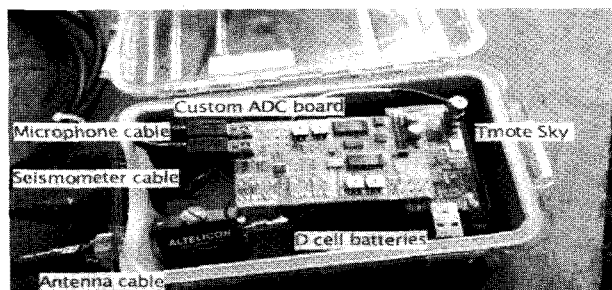 Custom ADC board
Microphone cable
Tmote Sky
Seismometer cable
ALTELICON
D cell batteries
Antenna cable